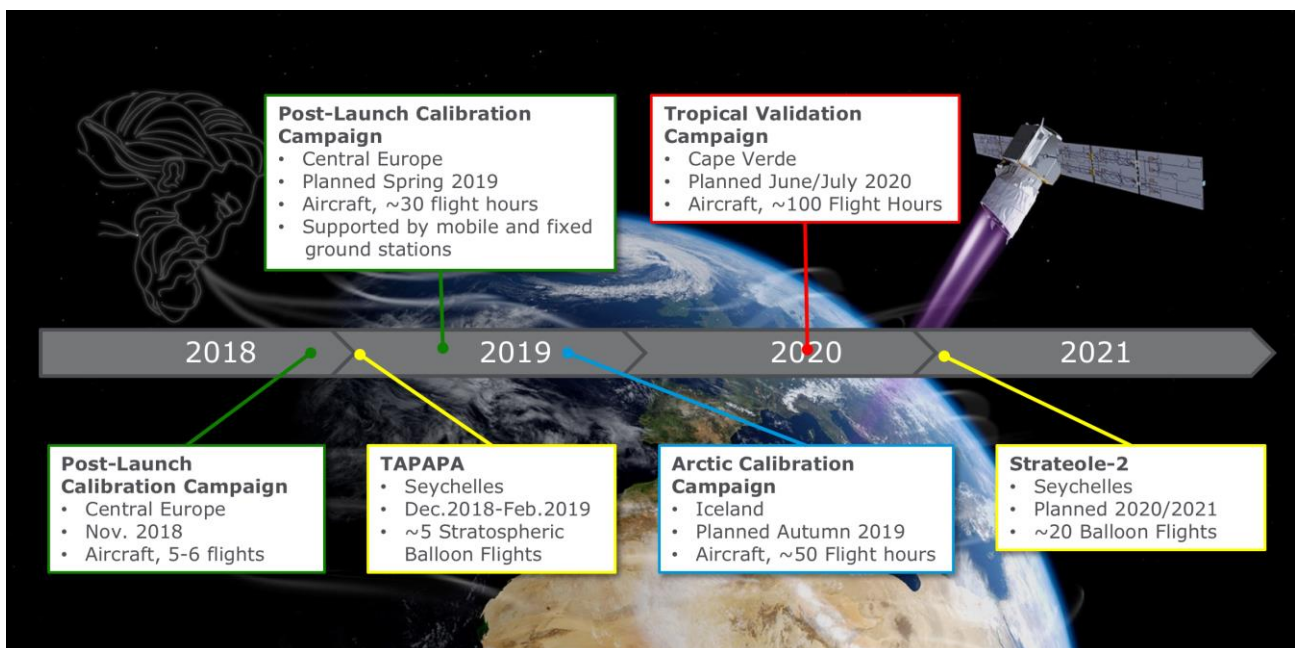 Post-Launch Calibration
Campaign
• Central Europe
• Planned Spring 2019
• Aircraft, ~30 flight hours
• Supported by mobile and fixed
ground stations
Tropical Validation
Campaign
• Cape Verde
• Planned June/July 2020
• Aircraft, ~100 Flight Hours
2018
2019
2020
2021
Post-Launch
Calibration Campaign
• Central Europe
• Nov. 2018
• Aircraft, 5-6 flights
TAPAPA
• Seychelles
• Dec.2018-Feb.2019
• ~5 Stratospheric
Balloon Flights
Arctic Calibration
Campaign
• Iceland
• Planned Autumn 2019
• Aircraft, ~50 Flight hours
Strateole-2
• Seychelles
• Planned 2020/2021
• ~20 Balloon Flights